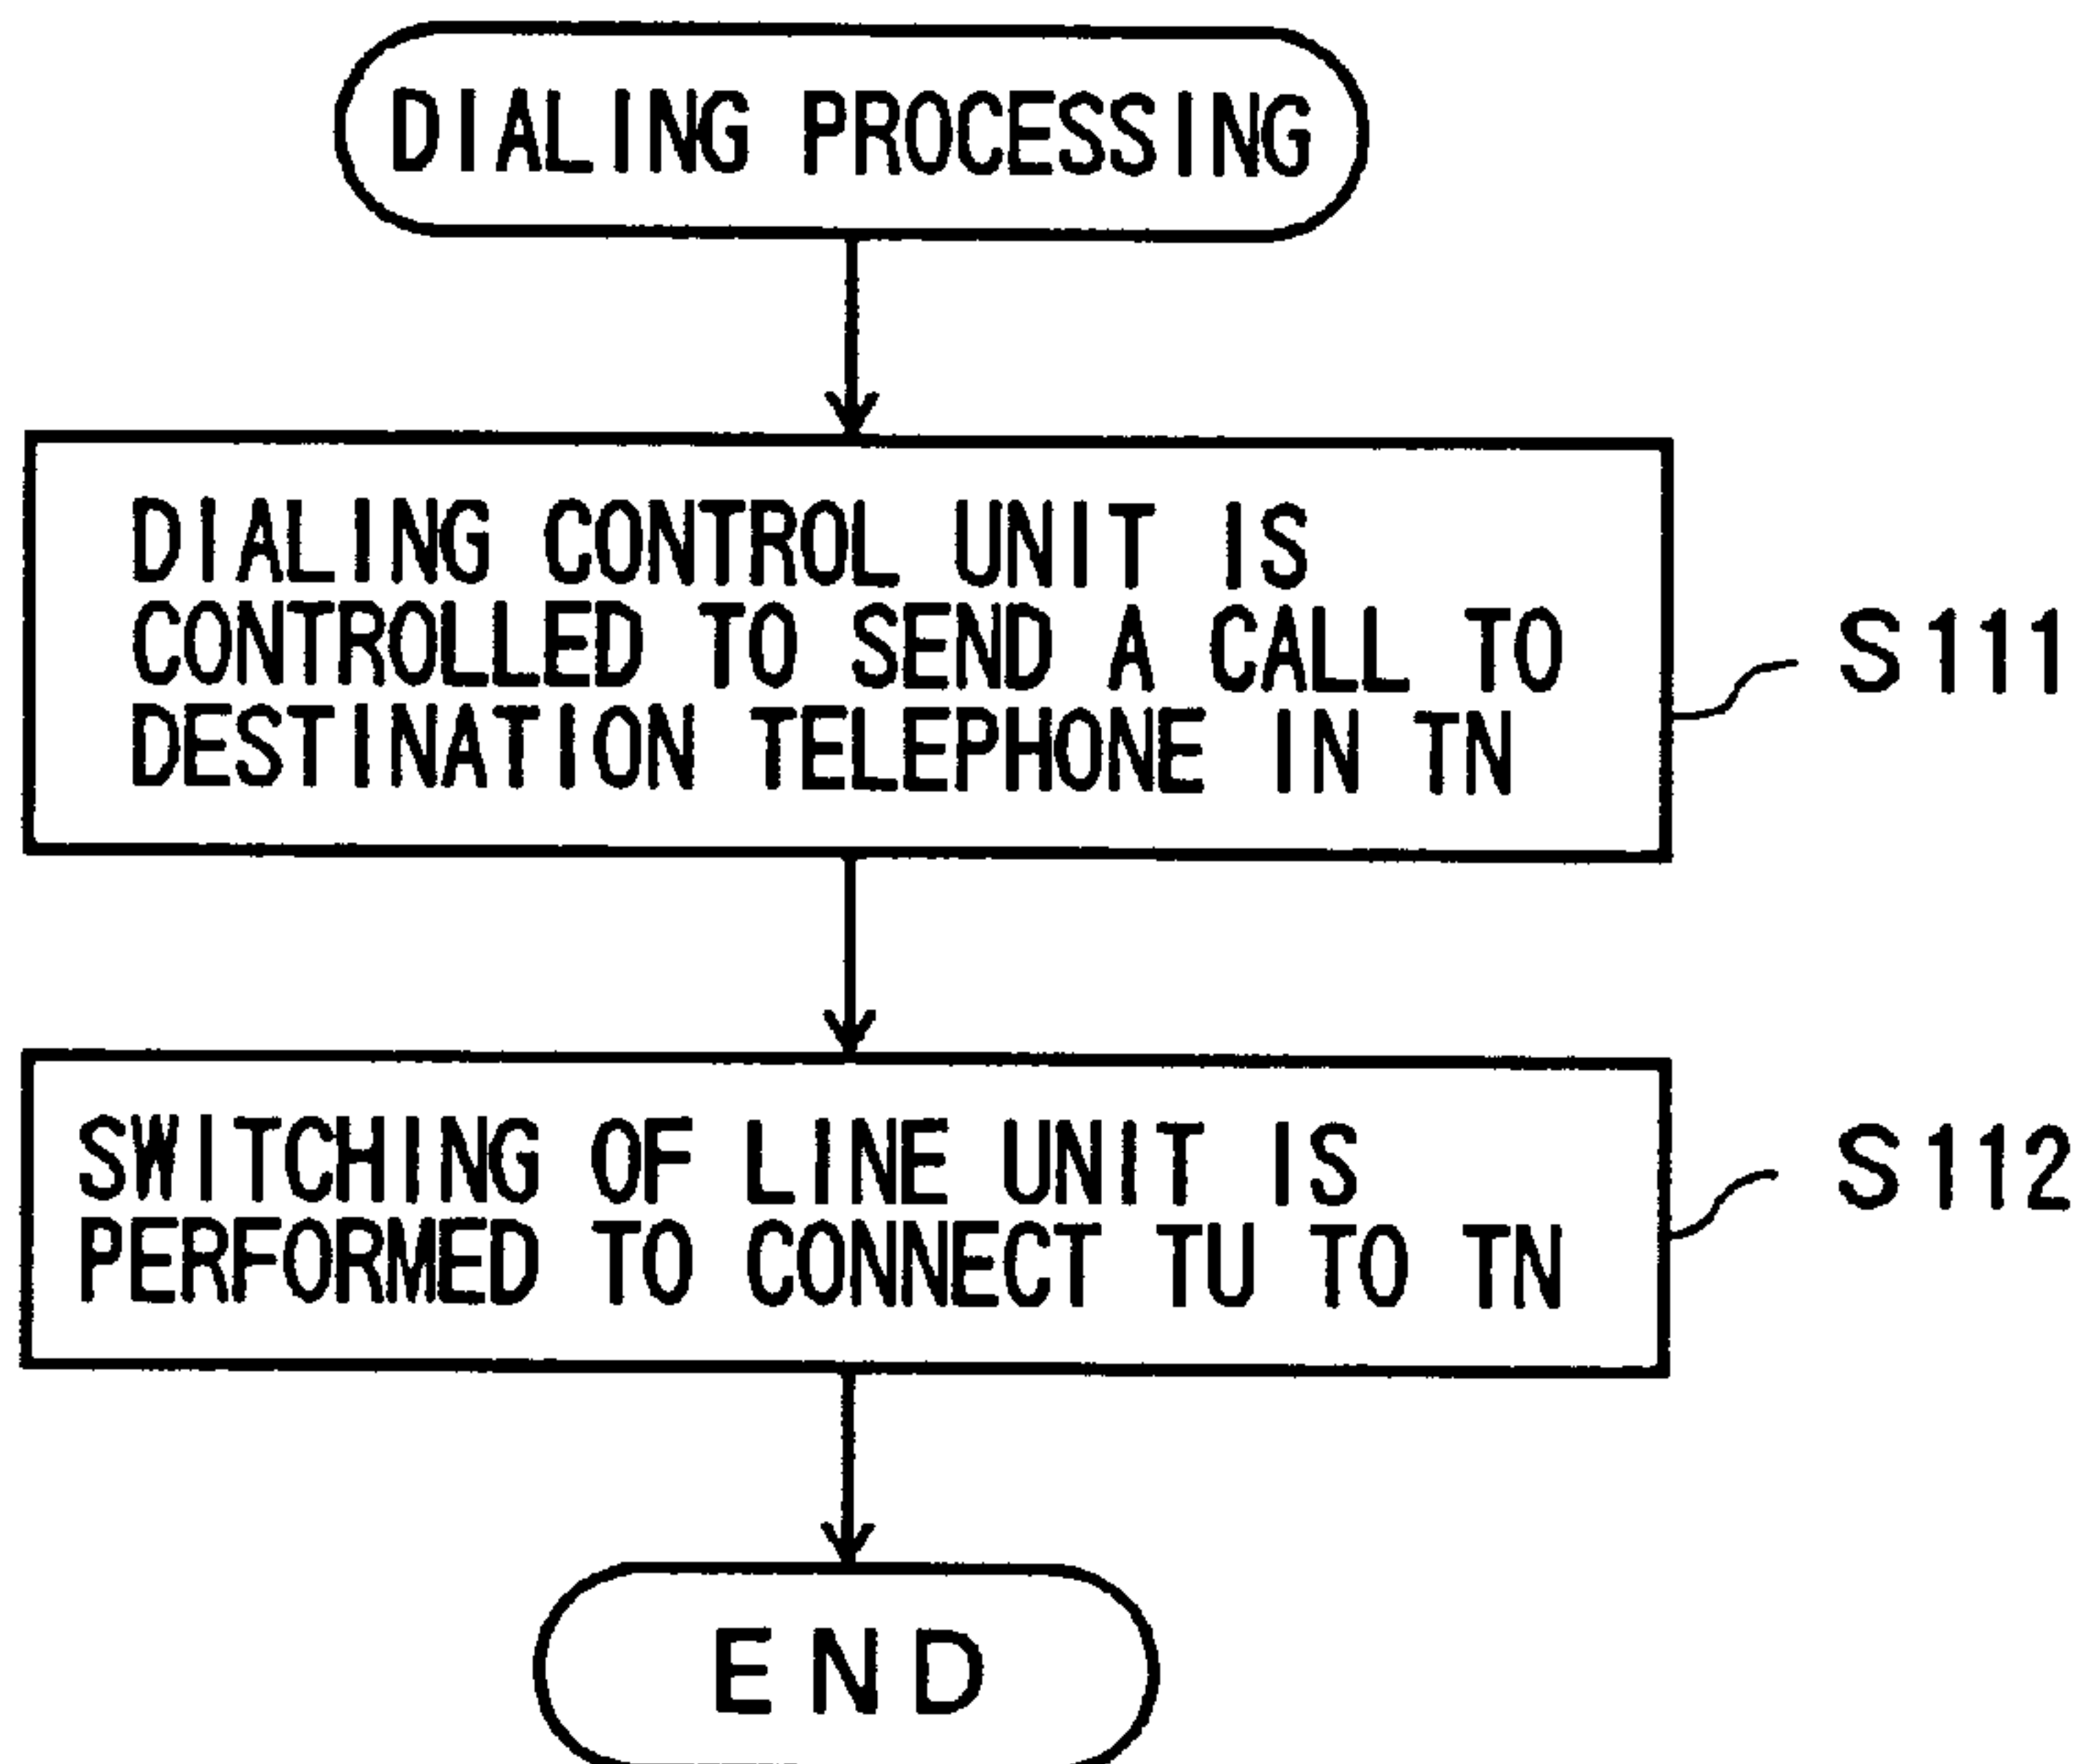 DIALING PROCESSING
DIALING CONTROL UNIT IS
CONTROLLED TO SEND A CALL TO
DESTINATION TELEPHONE IN TN
S111
SWITCHING OF LINE UNIT IS
PERFORMED TO CONNECT TU TO TN
S112
END